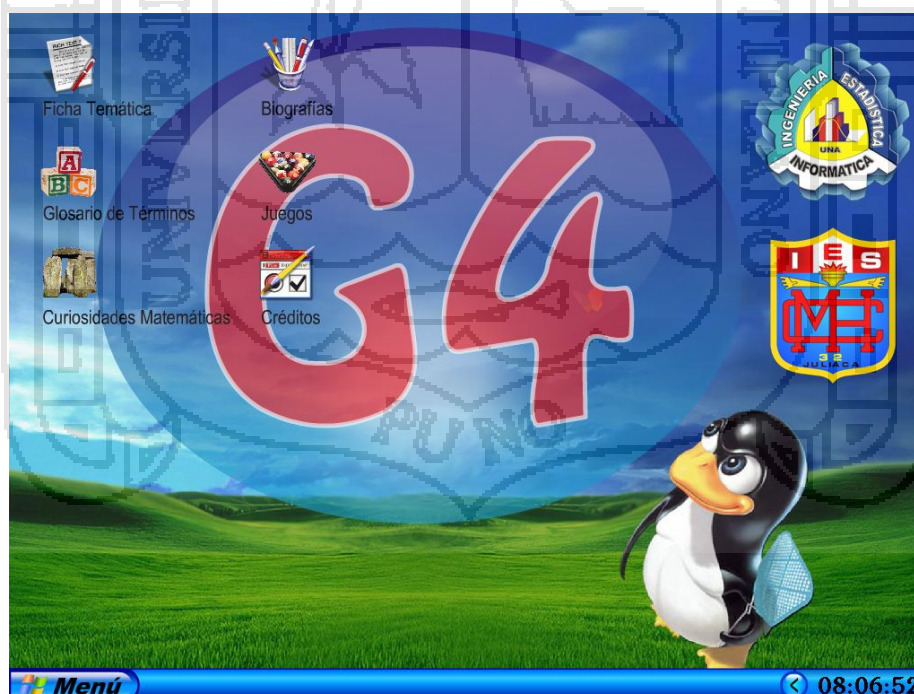 Ficha Temática
Biografías
Glosario de Términos
Juegos
Curiosidades Matemáticas
Créditos
G4
INGENIERIA ESTADISTICA
UNA
INFORMATICA
I E S
32
JULIACA
PUNO
Menú
08:06:52